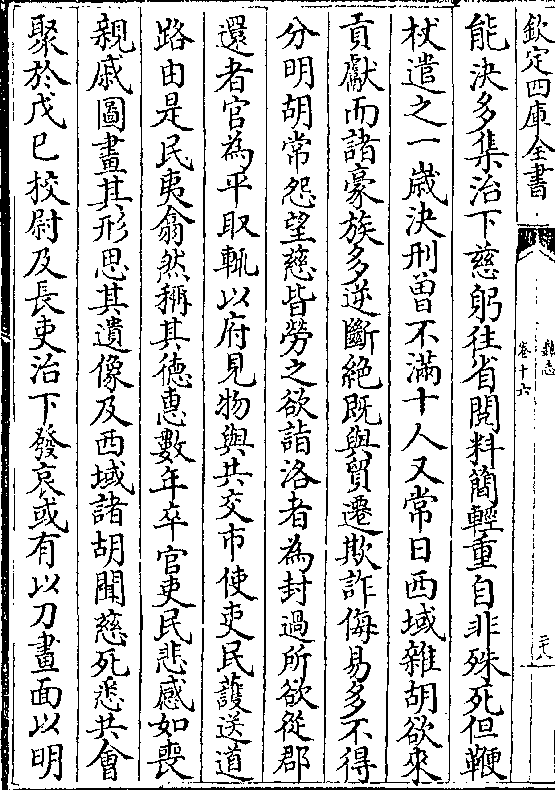 欽定四庫全書
卷十六
能決多集治下慈躬往省閱料簡輕重自非殊死但鞭
杖遣之一嵗決刑曽不滿十人又常日西域雜胡欲來
貢獻而諸豪族多逆斷絶既與貿遷欺詐侮易多不得
分明胡常怨望慈皆勞之欲詣洛者為封過所欲從郡
還者官為平取輒以府見物與共交市使吏民䕶送道
路由是民夷翕然稱其徳惠數年卒官吏民悲感如喪
親戚圖畫其形思其遺像及西域諸胡聞慈死悉共會
聚於戊巳校尉及長吏治下發哀或有以刀畫面以明